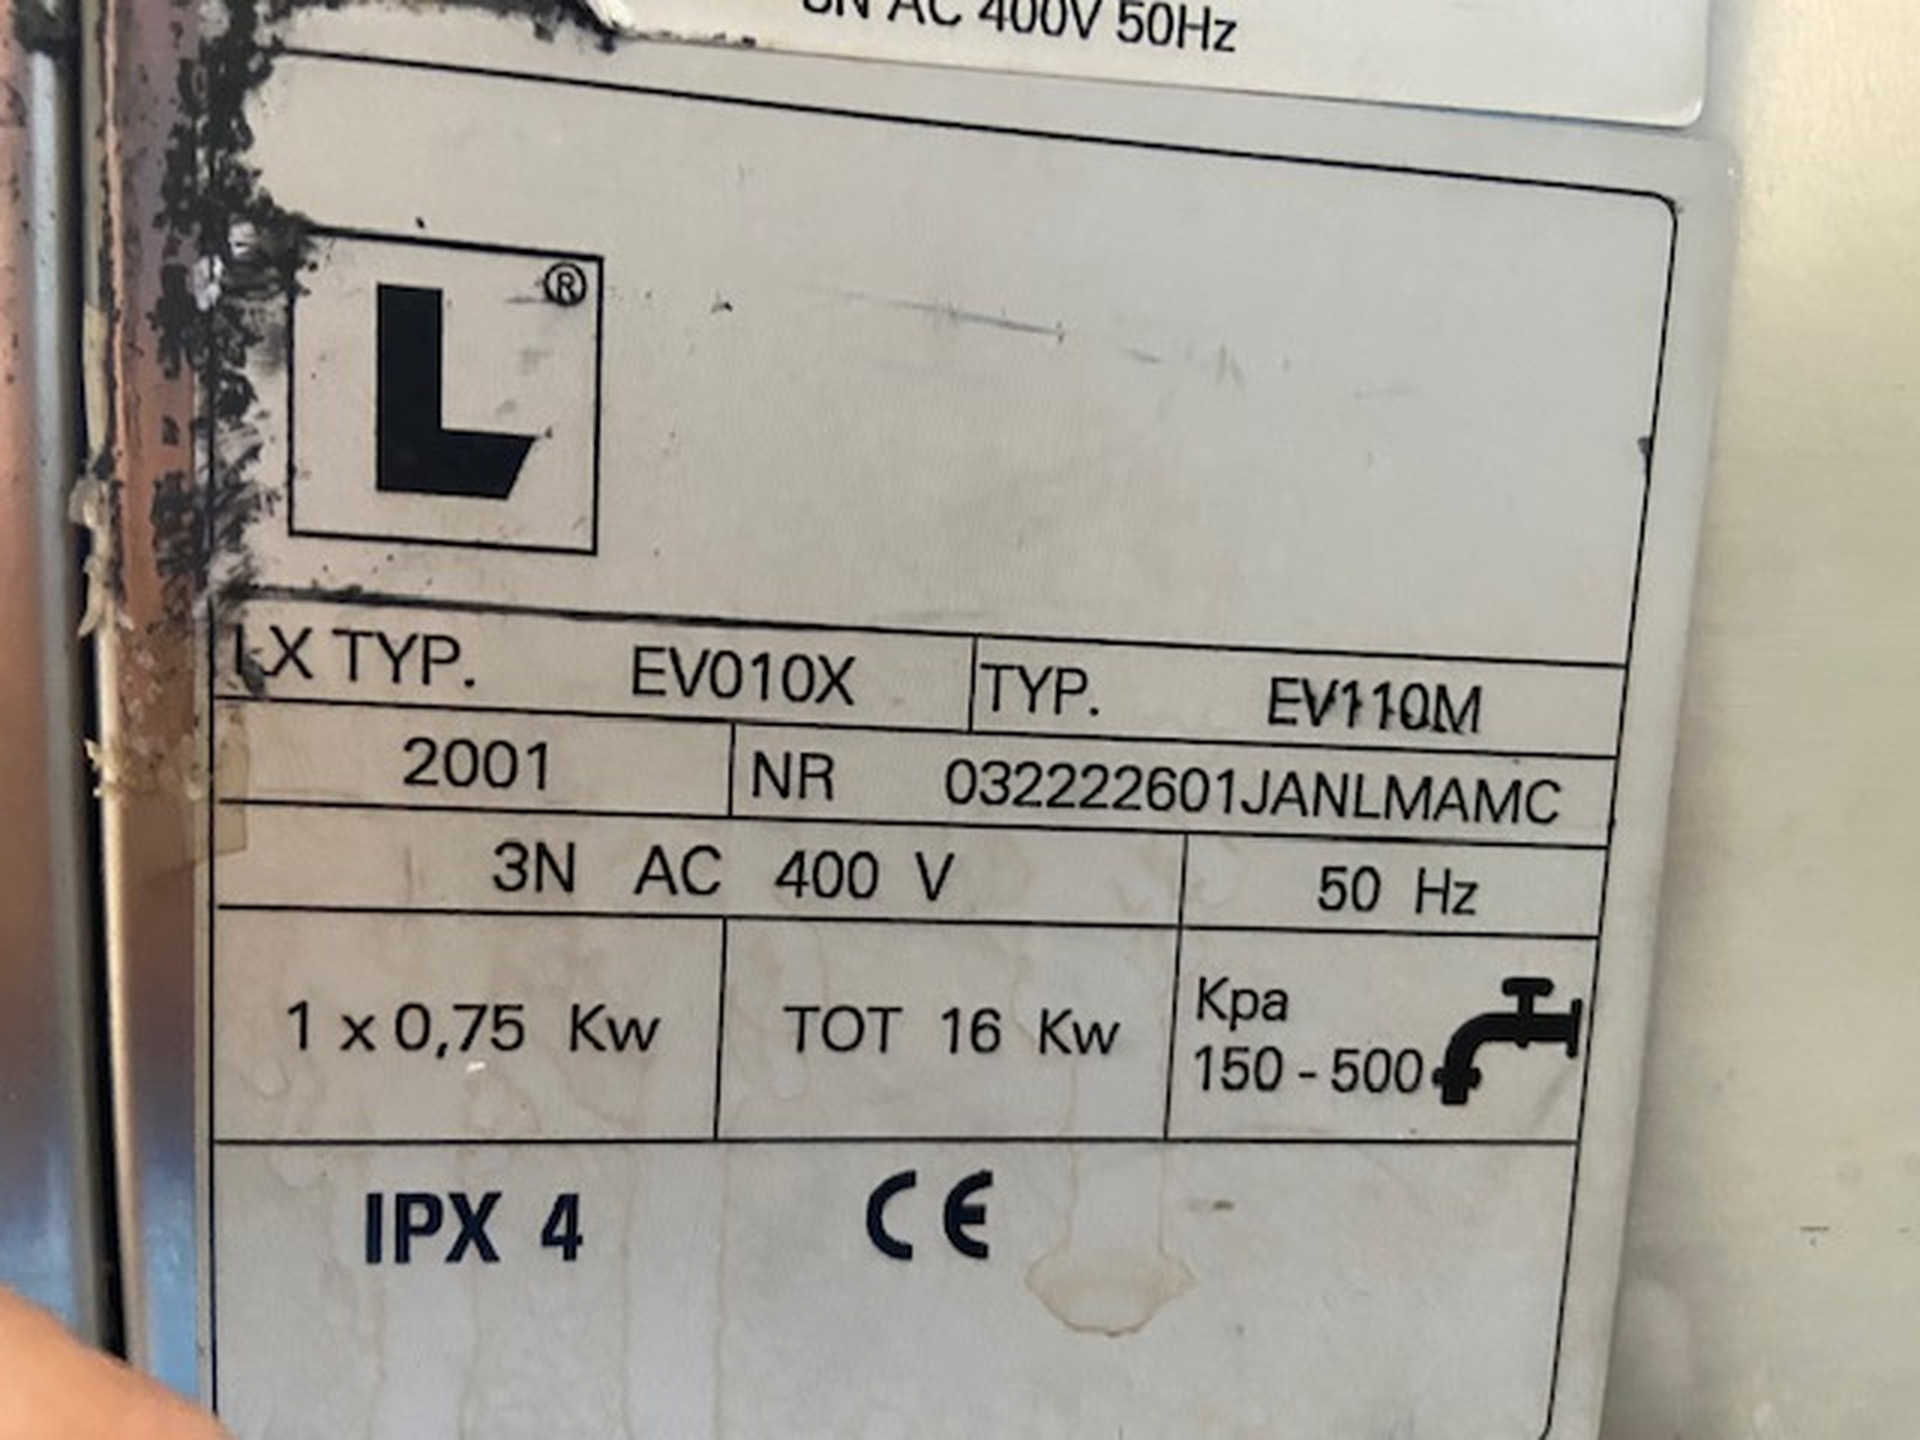 AC 400V 50Hz
L®
LX TYP. EV010X TYP. EV110M
2001 NR 032222601JANLMAMC
3N AC 400 V 50 Hz
1 x 0,75 Kw TOT 16 Kw Kpa
150 - 500
IPX 4 CE